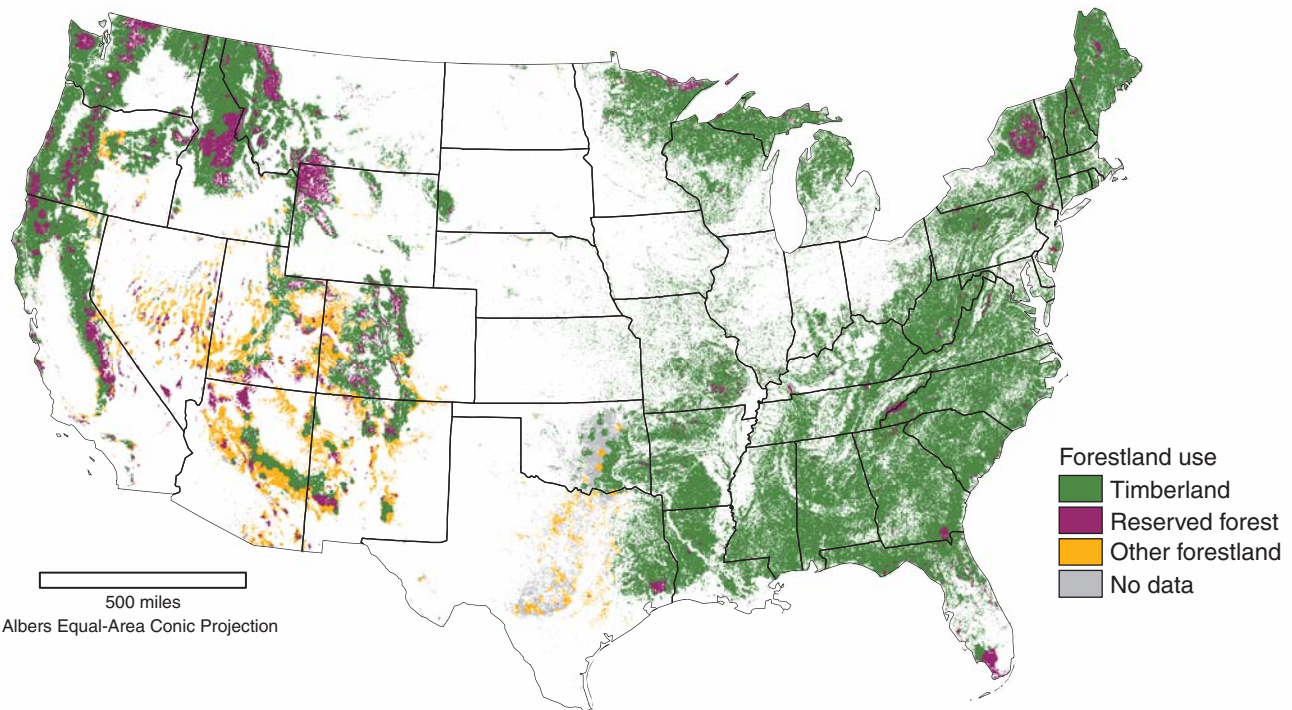 Forestland use
Timberland
Reserved forest
Other forestland
No data
500 miles
Albers Equal-Area Conic Projection